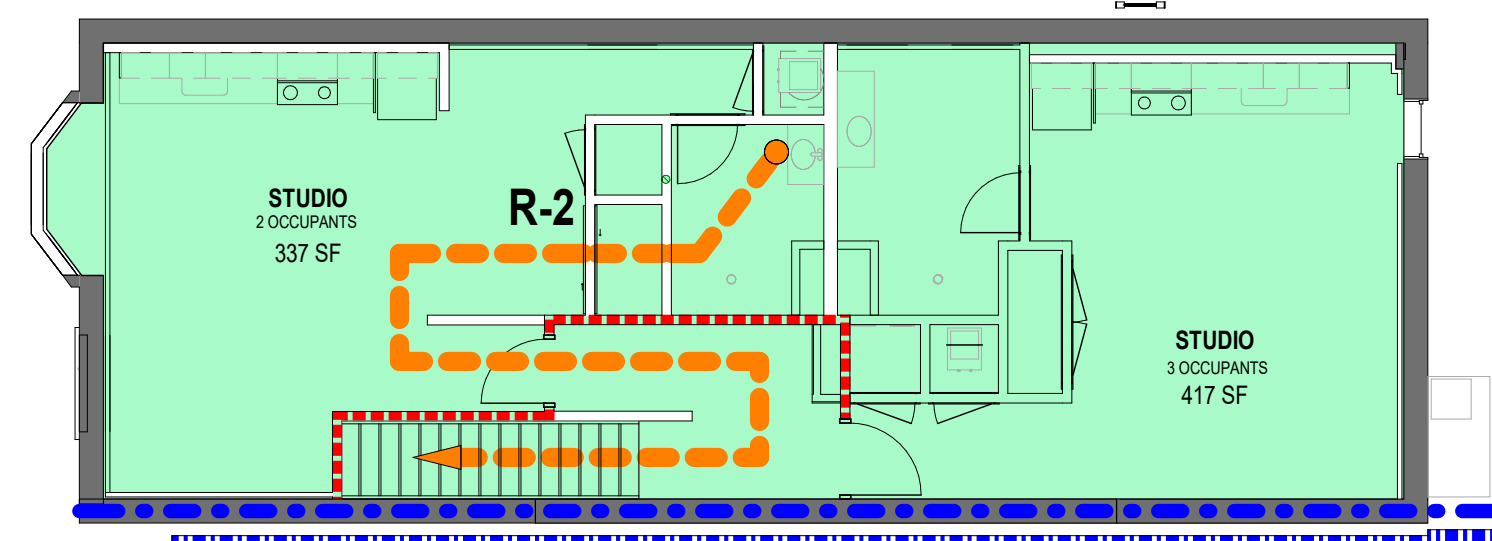 STUDIO
2 OCCUPANTS
337 SF
R-2
STUDIO
3 OCCUPANTS
417 SF